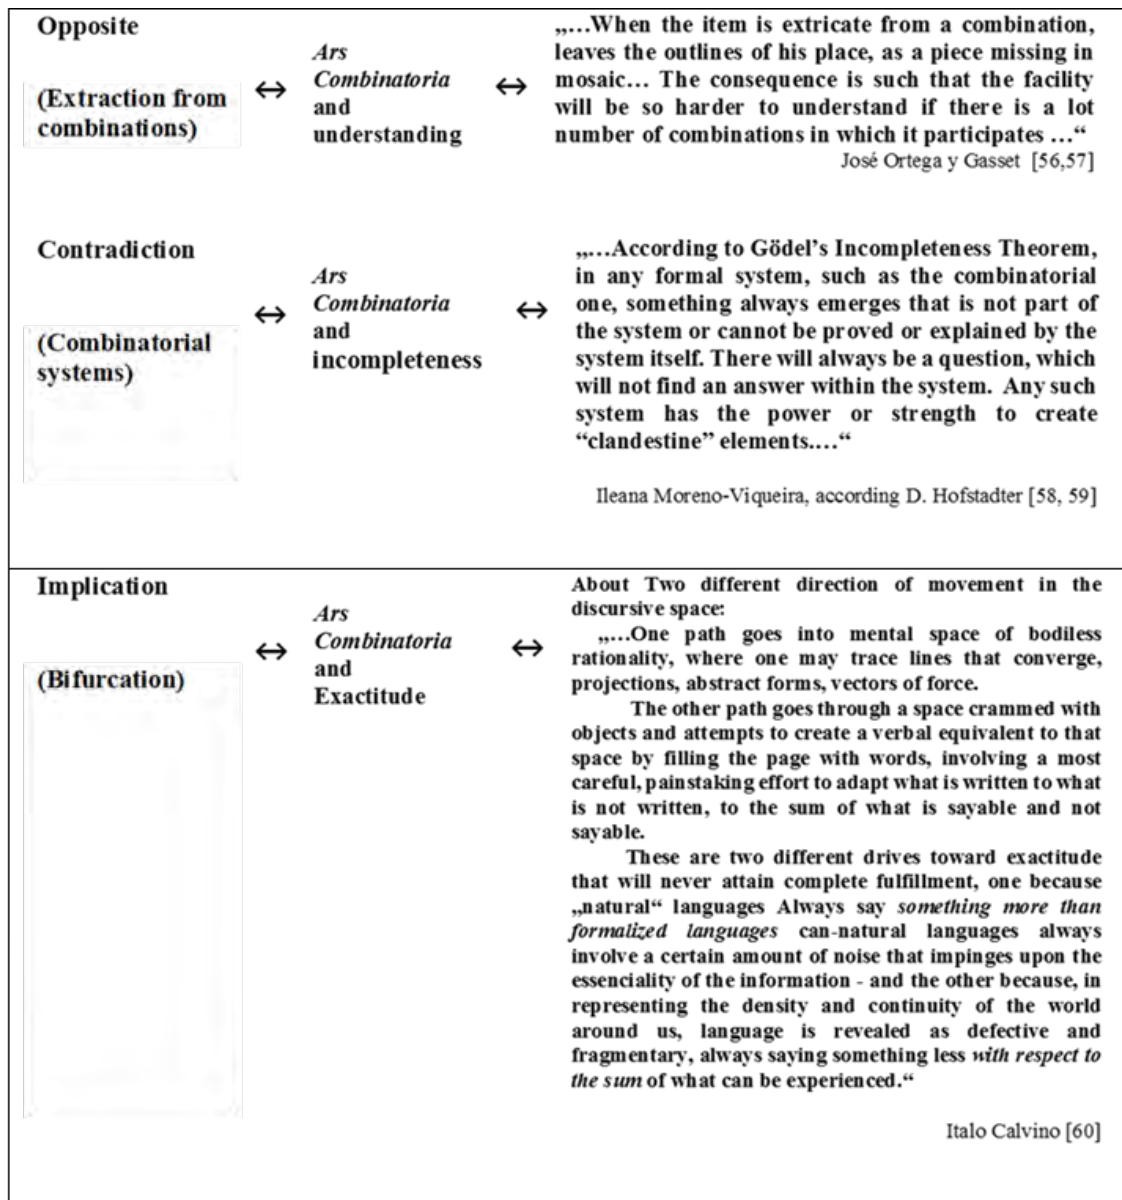 Opposite
(Extraction from
combinations)
↔
Ars
Combinatoria
and
understanding
↔
„…When the item is extricate from a combination,
leaves the outlines of his place, as a piece missing in
mosaic… The consequence is such that the facility
will be so harder to understand if there is a lot
number of combinations in which it participates …“
José Ortega y Gasset [56,57]
Contradiction
(Combinatorial
systems)
↔
Ars
Combinatoria
and
incompleteness
↔
„…According to Gödel’s Incompleteness Theorem,
in any formal system, such as the combinatorial
one, something always emerges that is not part of
the system or cannot be proved or explained by the
system itself. There will always be a question, which
will not find an answer within the system. Any such
system has the power or strength to create
“clandestine” elements.…“
Ileana Moreno-Viqueira, according D. Hofstadter [58, 59]
Implication
(Bifurcation)
↔
Ars
Combinatoria
and
Exactitude
↔
About Two different direction of movement in the
discursive space:
„…One path goes into mental space of bodiless
rationality, where one may trace lines that converge,
projections, abstract forms, vectors of force.
The other path goes through a space crammed with
objects and attempts to create a verbal equivalent to that
space by filling the page with words, involving a most
careful, painstaking effort to adapt what is written to what
is not written, to the sum of what is sayable and not
sayable.
These are two different drives toward exactitude
that will never attain complete fulfillment, one because
„natural“ languages Always say something more than
formalized languages can-natural languages always
involve a certain amount of noise that impinges upon the
essenciality of the information - and the other because, in
representing the density and continuity of the world
around us, language is revealed as defective and
fragmentary, always saying something less with respect to
the sum of what can be experienced.“
Italo Calvino [60]